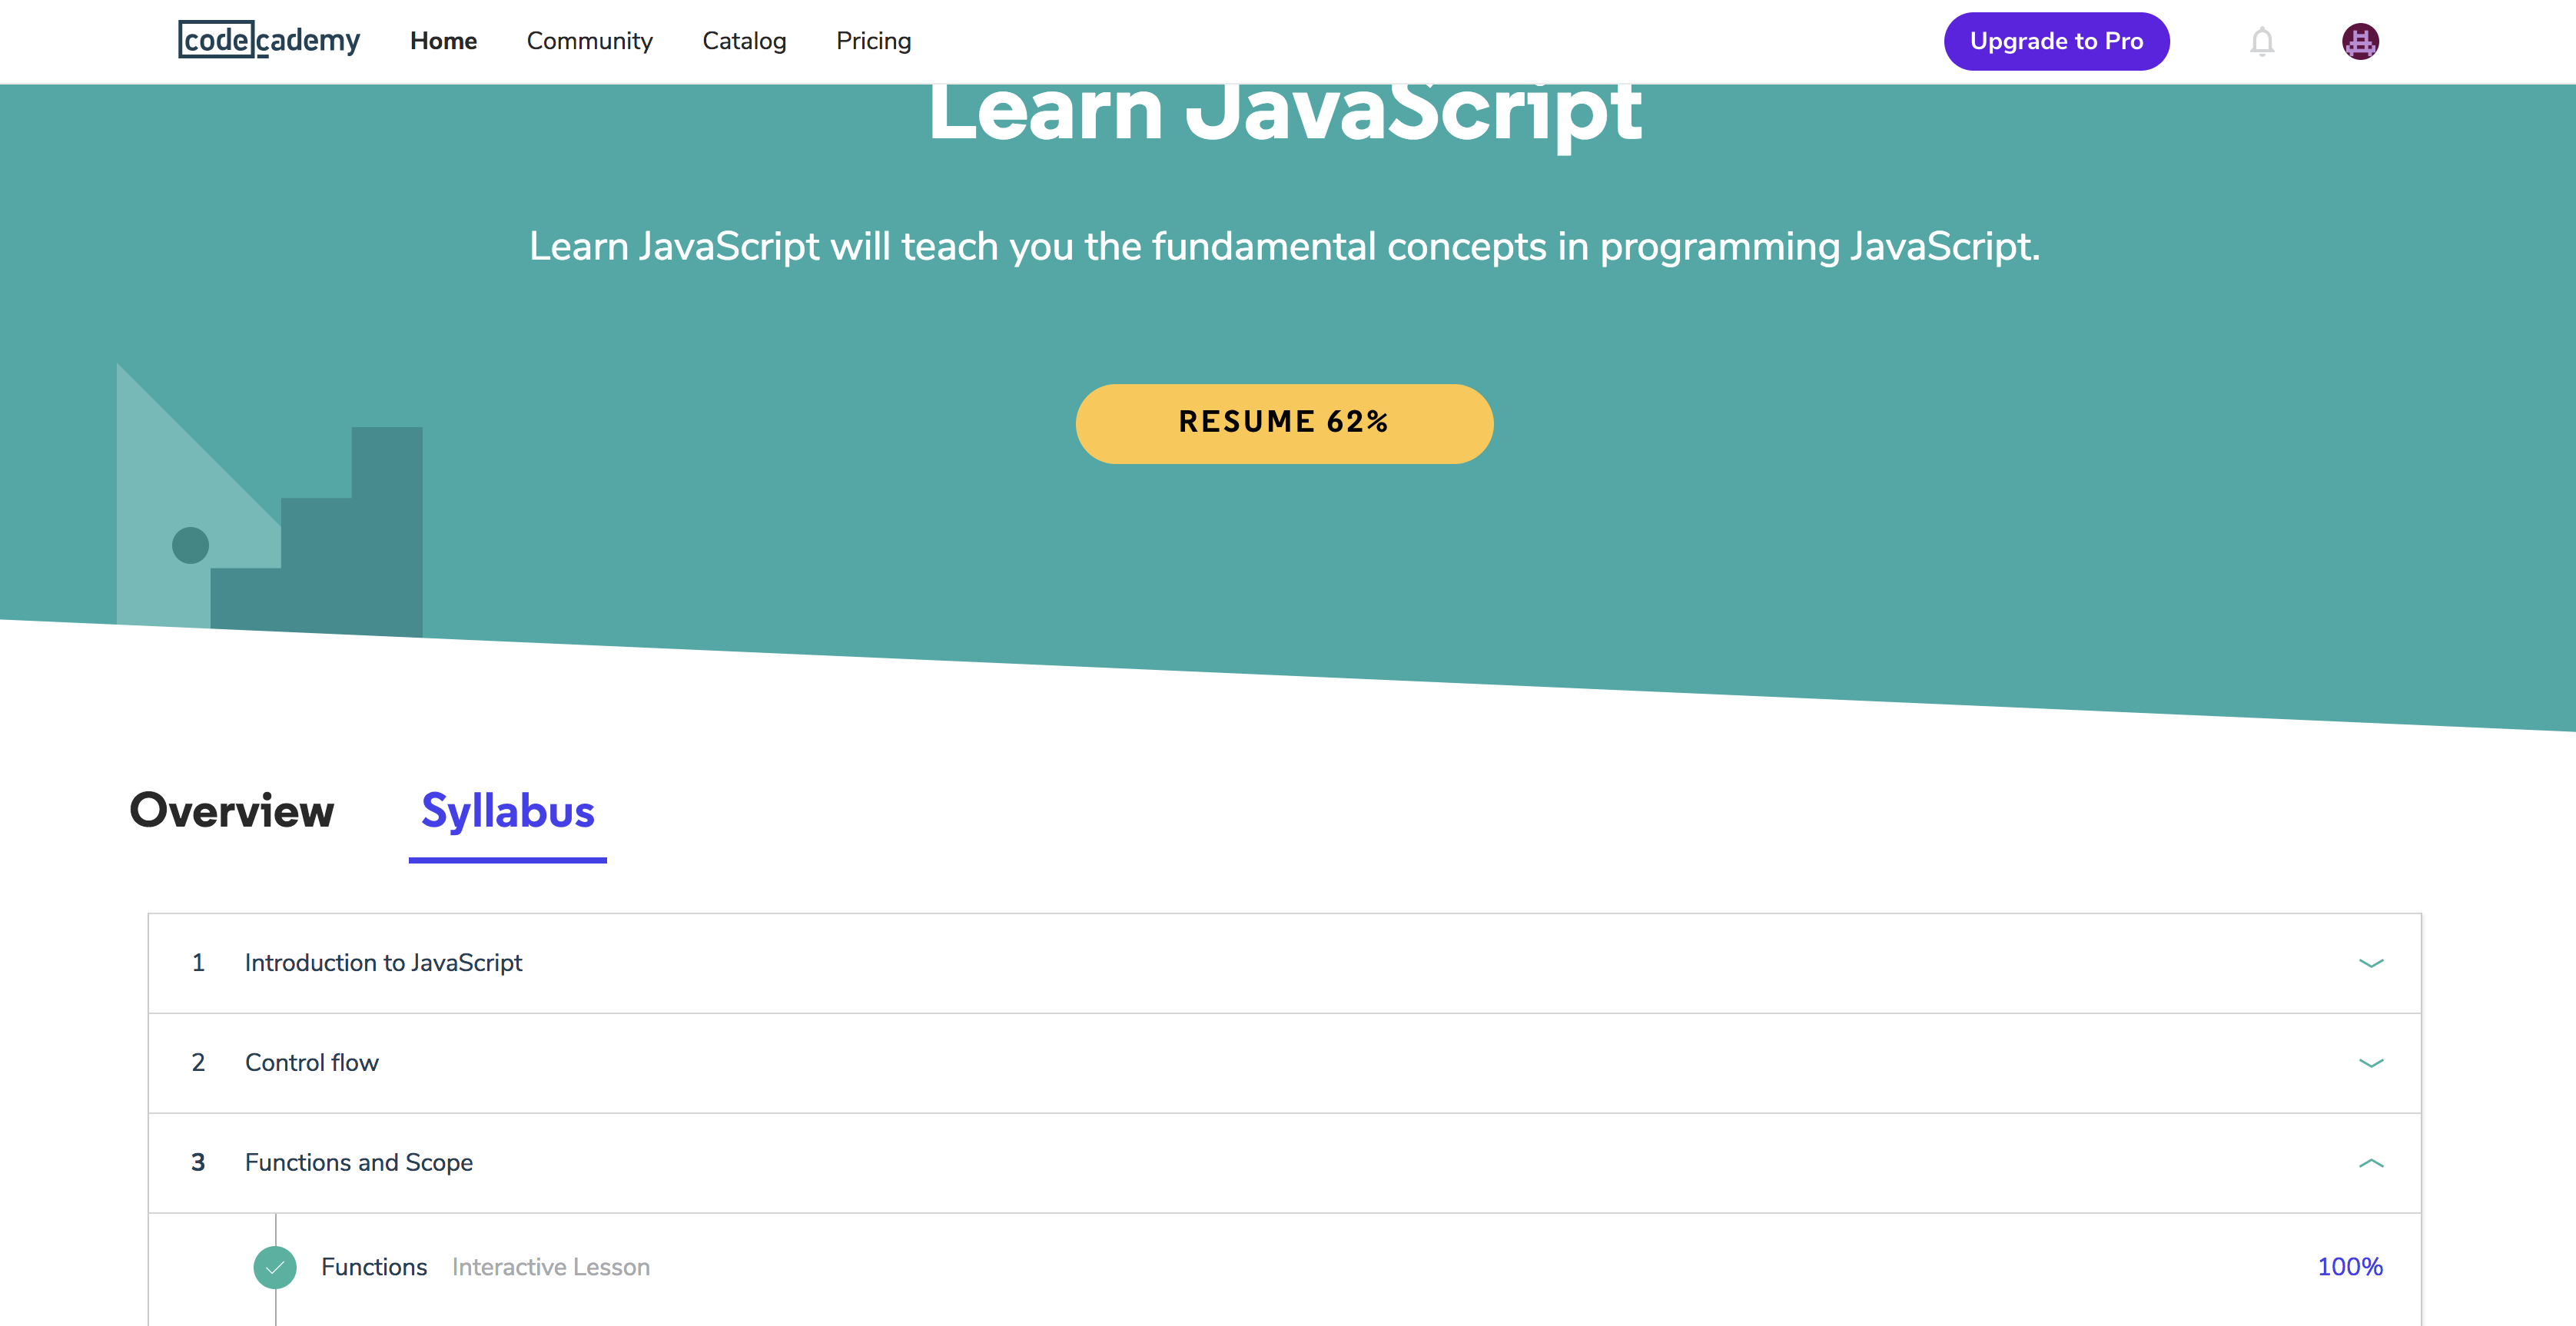 codecademy Home Community Catalog Pricing Upgrade to Pro
Learn JavaScript
Learn JavaScript will teach you the fundamental concepts in programming JavaScript.
RESUME 62%
Overview Syllabus
1 Introduction to JavaScript
2 Control flow
3 Functions and Scope
Functions Interactive Lesson 100%